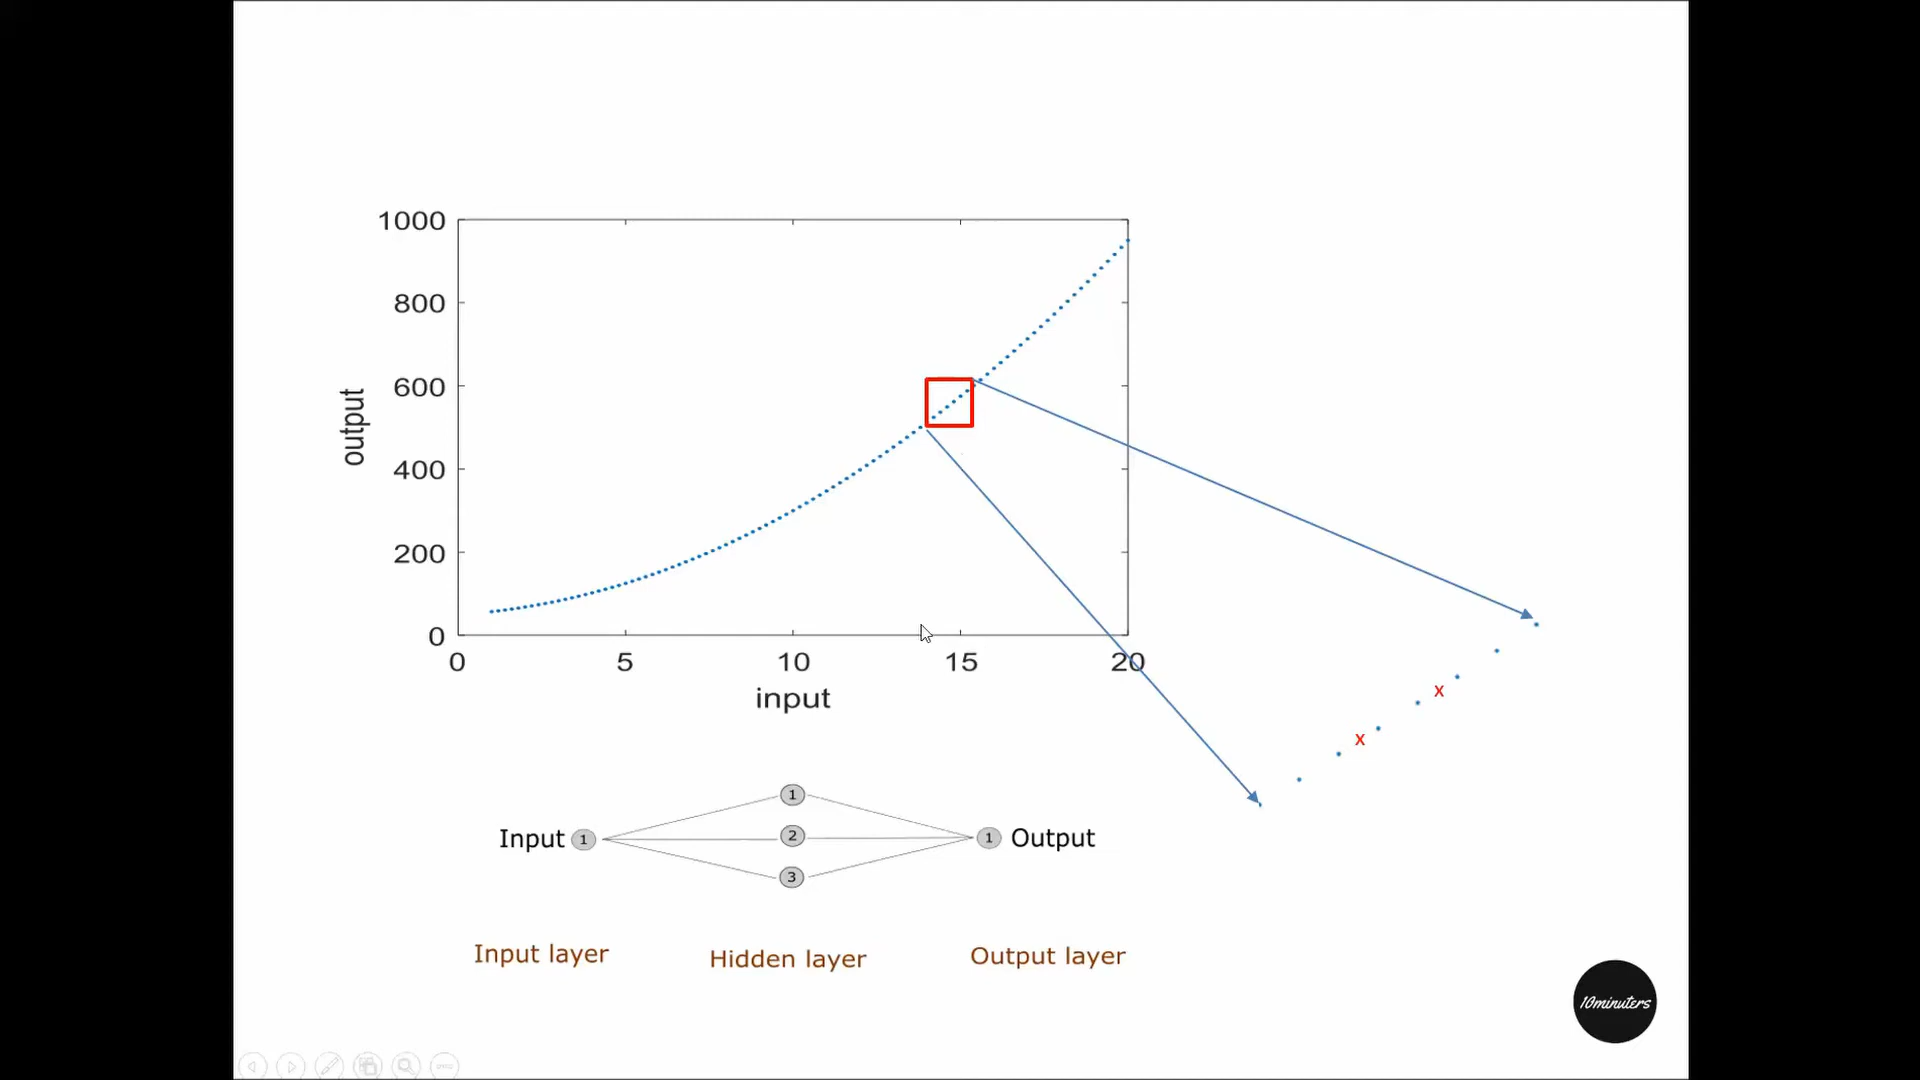 1000
800
600
400
200
0
output
0 5 10 15 20
input
x
x
1
Input 1 2 1 Output
3
Input layer Hidden layer Output layer
10minuters